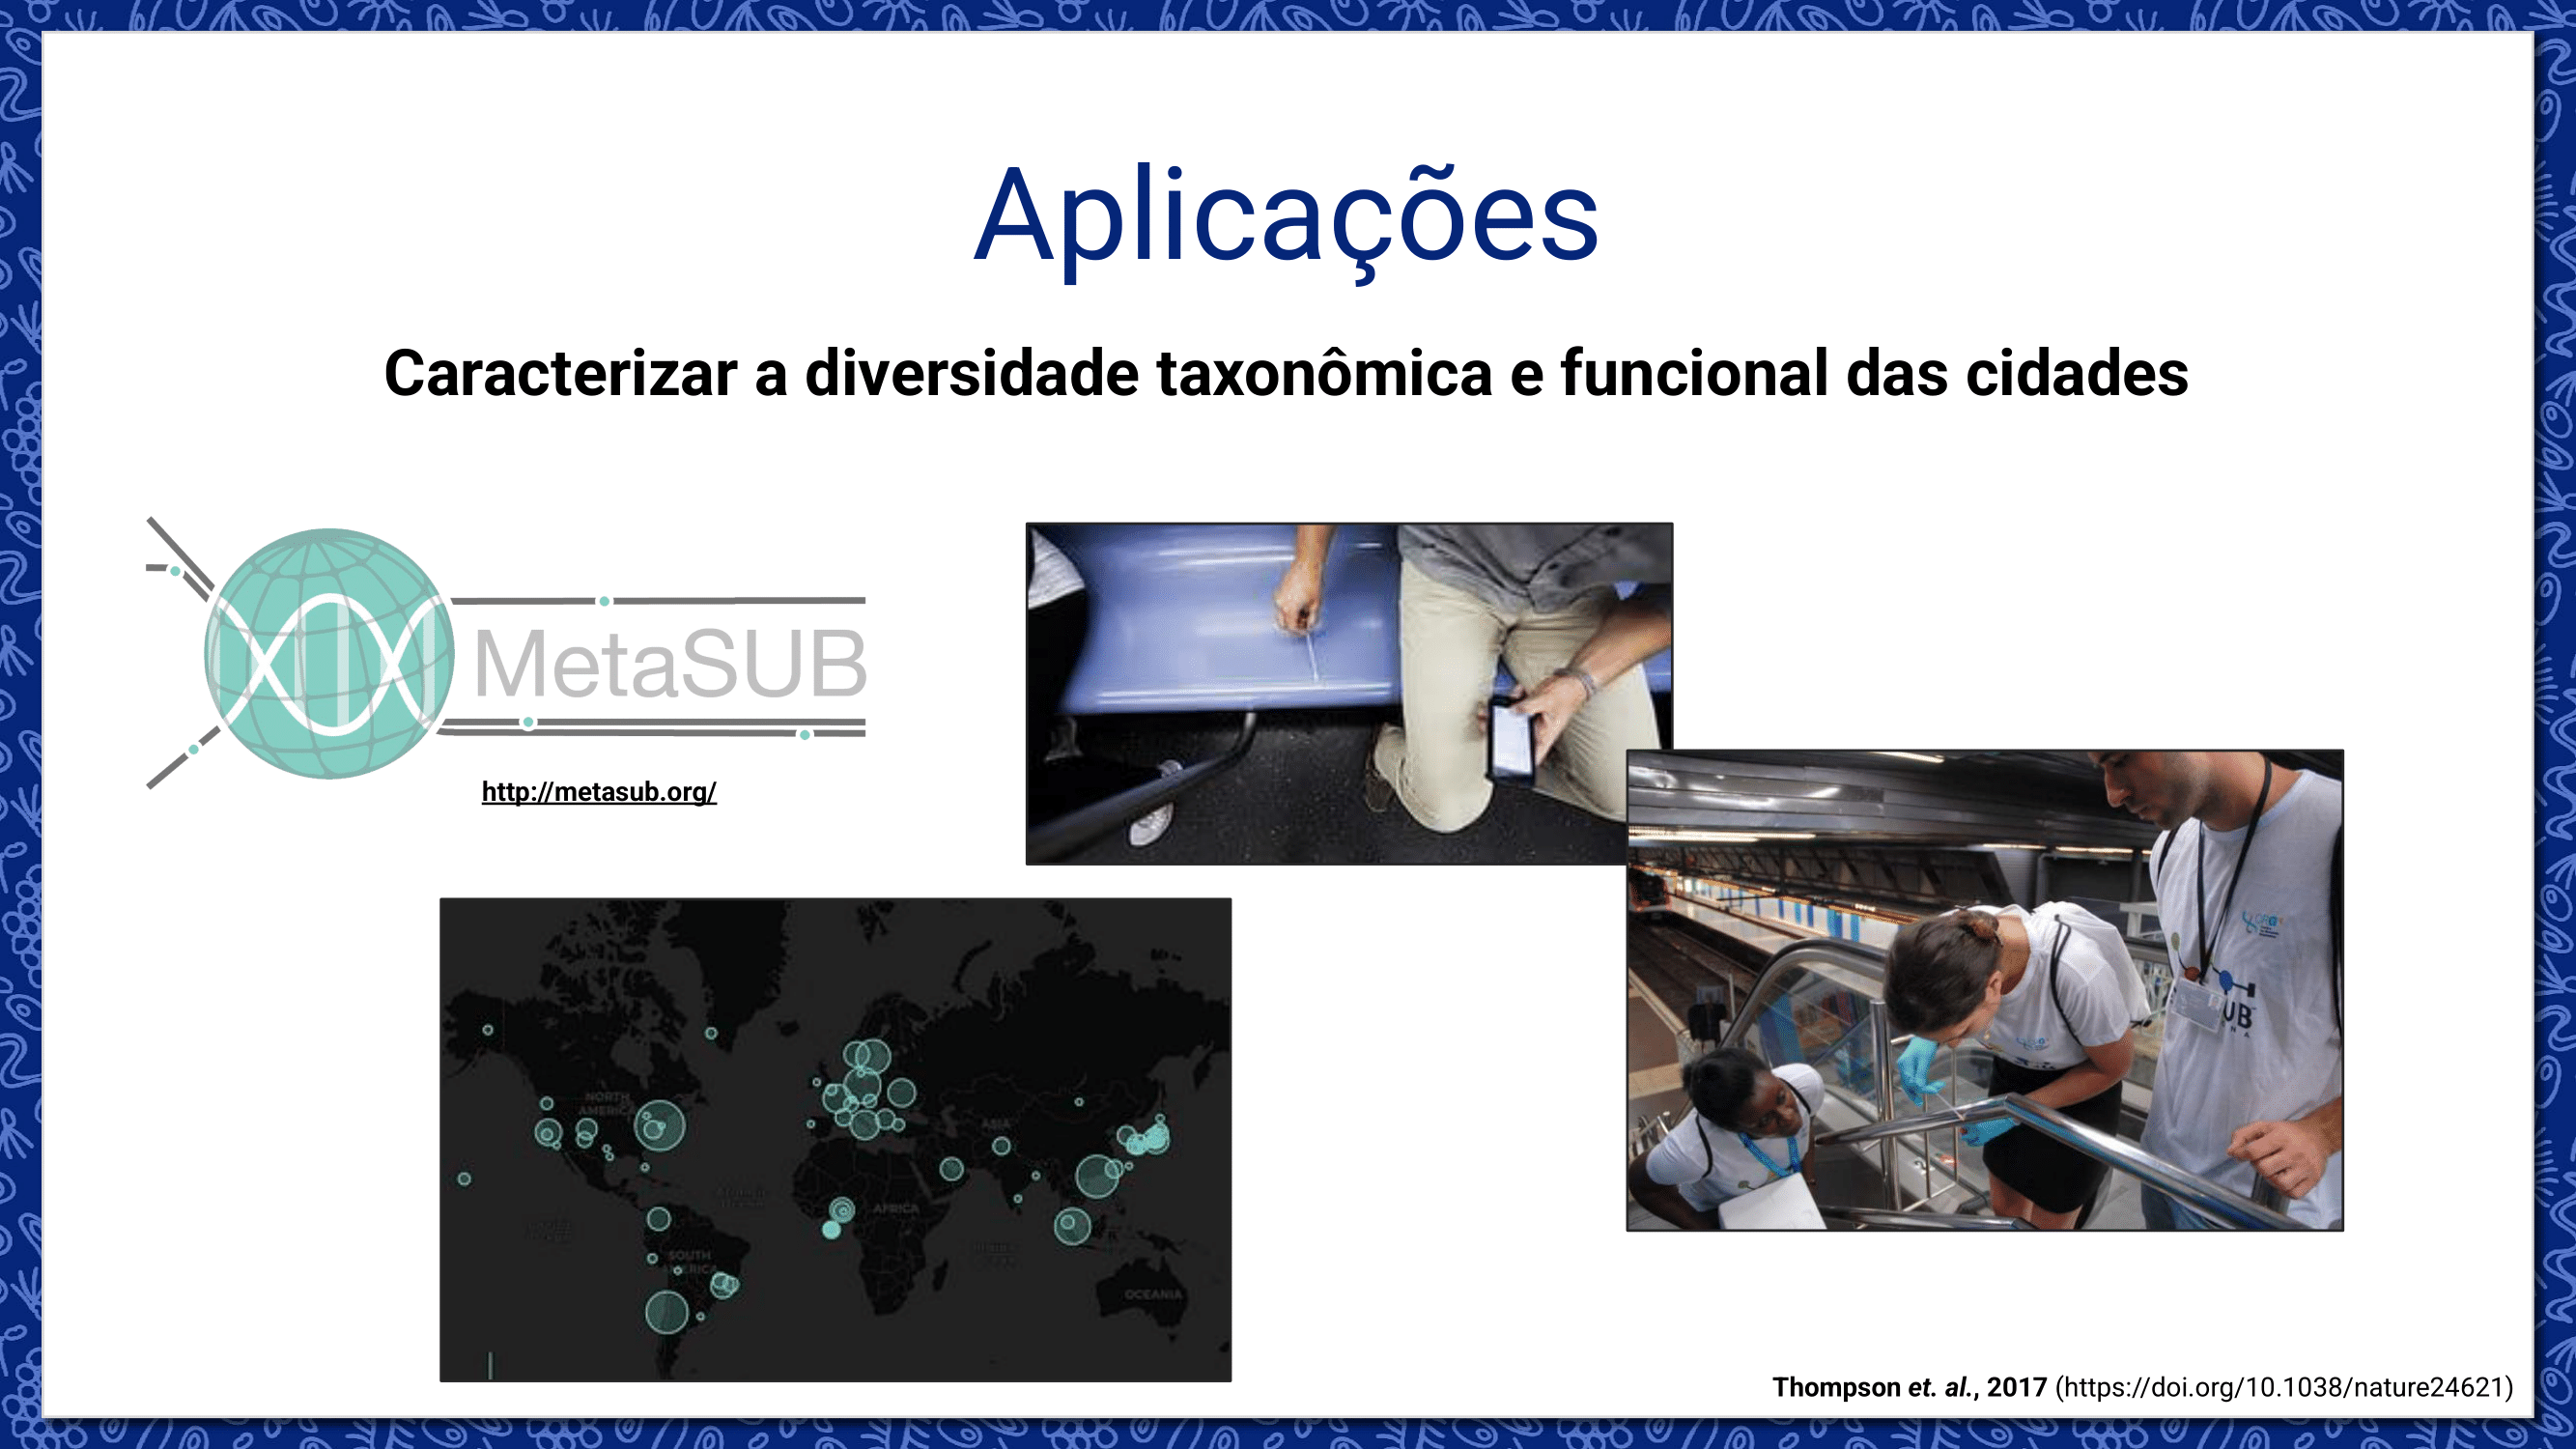 Aplicações
Caracterizar a diversidade taxonômica e funcional das cidades
MetaSUB
http://metasub.org/
NORTH
AMERICA
ASIA
AFRICA
SOUTH
AMERICA
OCEANIA
UB
Thompson et. al., 2017 (https://doi.org/10.1038/nature24621)